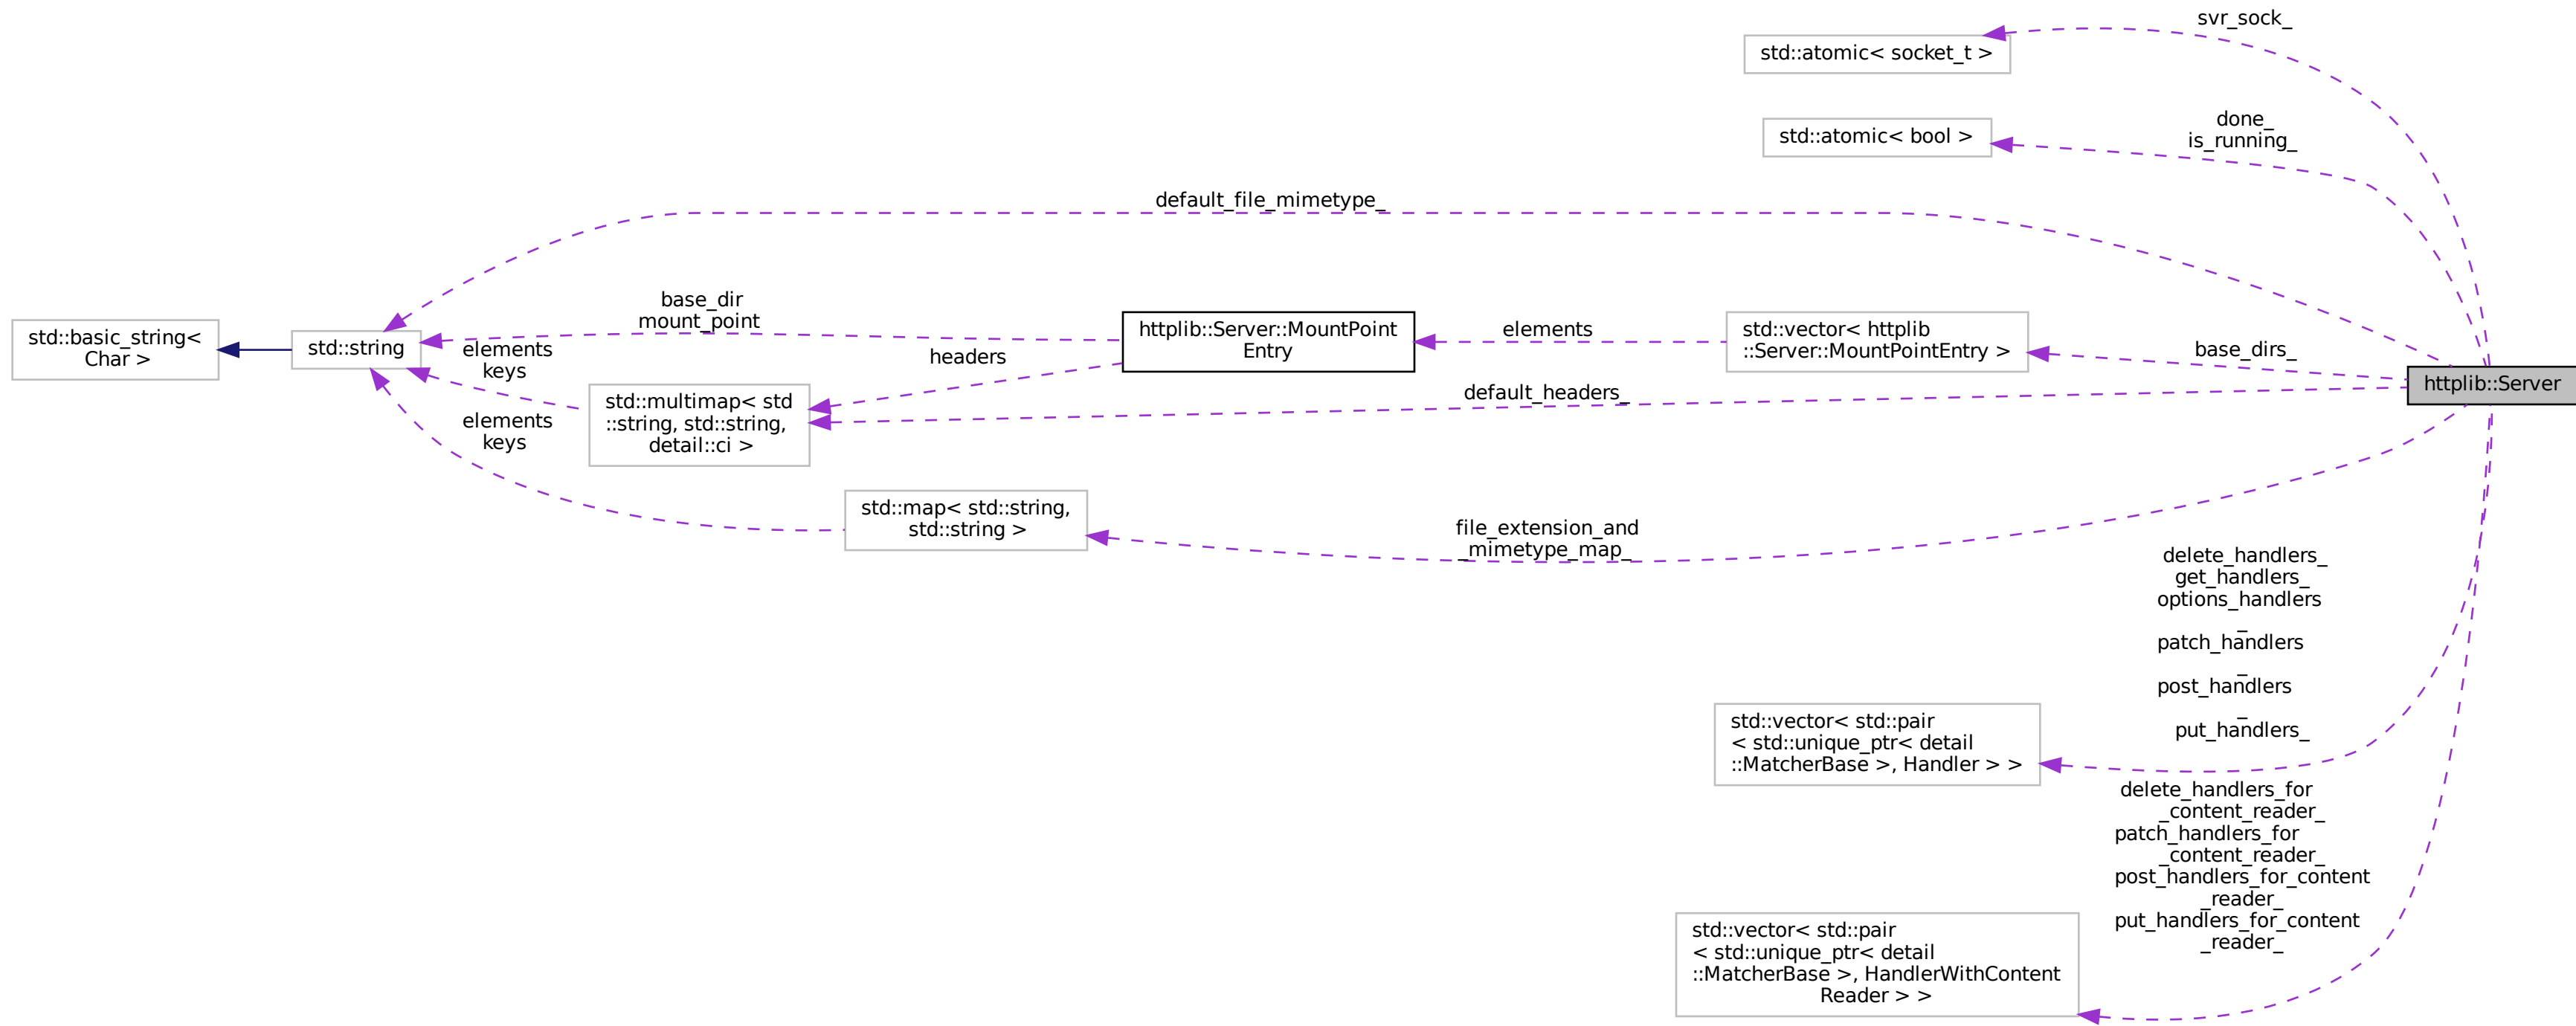 svr_sock_
std::atomic< socket_t >
done_
is_running_
std::atomic< bool >
default_file_mimetype_
base_dir
mount_point
httplib::Server::MountPoint
Entry
elements
std::vector< httplib
::Server::MountPointEntry >
base_dirs_
httplib::Server
std::basic_string<
Char >
std::string
elements
keys
headers
default_headers_
std::multimap< std
::string, std::string,
detail::ci >
elements
keys
std::map< std::string,
std::string >
file_extension_and
_mimetype_map_
delete_handlers_
get_handlers_
options_handlers
_
patch_handlers
_
post_handlers
_
put_handlers_
std::vector< std::pair
< std::unique_ptr< detail
::MatcherBase >, Handler > >
delete_handlers_for
_content_reader_
patch_handlers_for
_content_reader_
post_handlers_for_content
_reader_
put_handlers_for_content
_reader_
std::vector< std::pair
< std::unique_ptr< detail
::MatcherBase >, HandlerWithContent
Reader > >